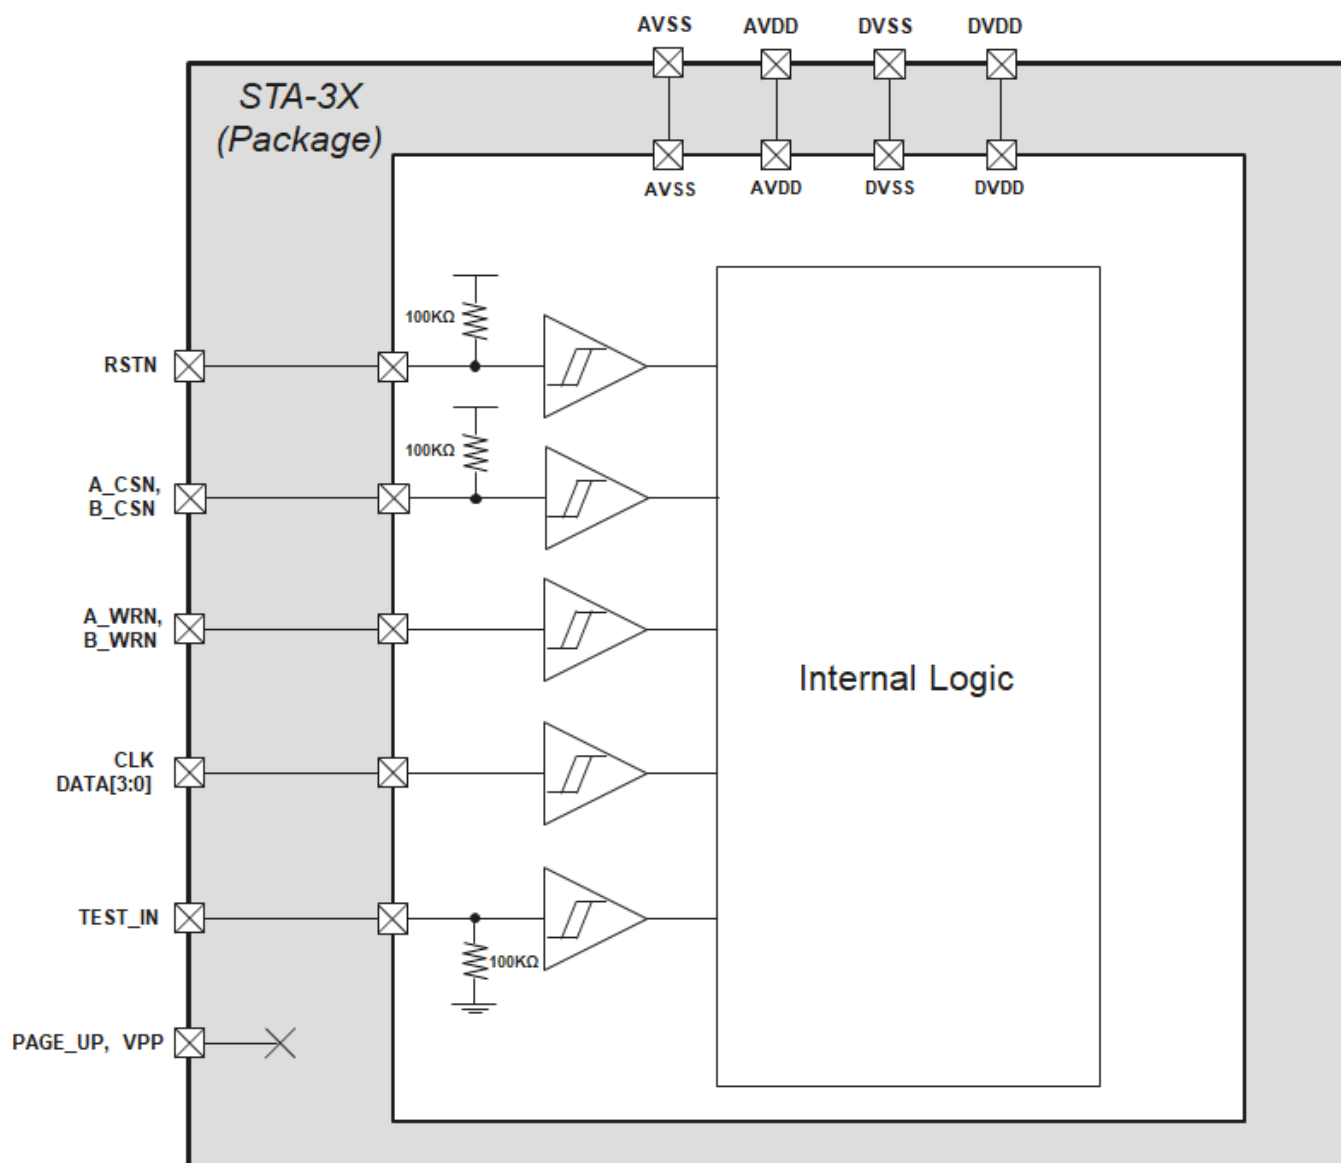 AVSS AVDD DVSS DVDD
STA-3X
(Package)
AVSS AVDD DVSS DVDD
100KΩ
RSTN
100KΩ
A_CSN,
B_CSN
A_WRN,
B_WRN
Internal Logic
CLK
DATA[3:0]
TEST_IN
100KΩ
PAGE_UP, VPP